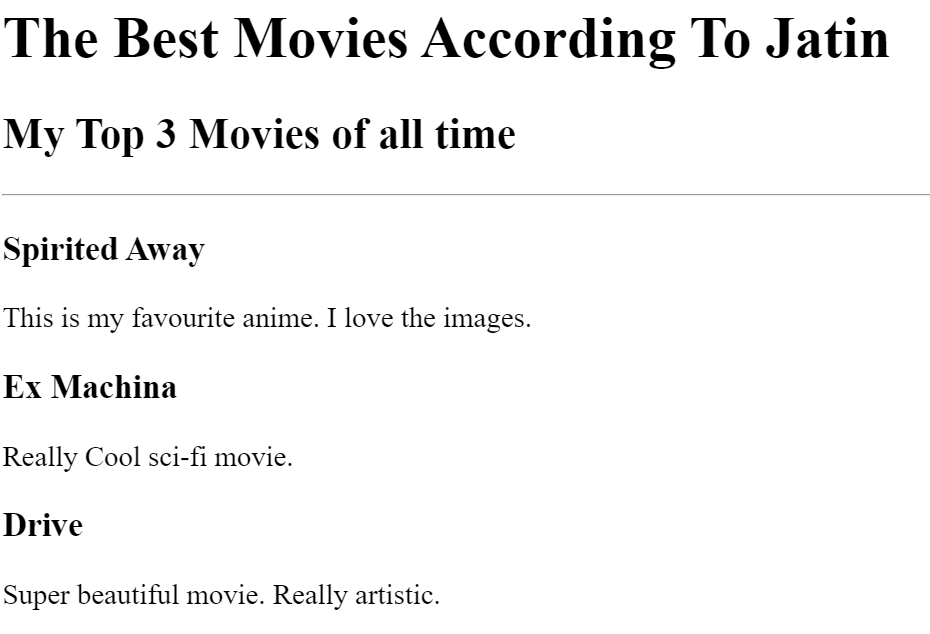 The Best Movies According To Jatin
My Top 3 Movies of all time
Spirited Away
This is my favourite anime. I love the images.
Ex Machina
Really Cool sci-fi movie.
Drive
Super beautiful movie. Really artistic.